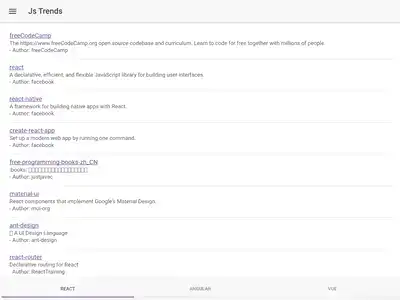 Js Trends
freeCodeCamp
The https://www.freeCodeCamp.org open source codebase and curriculum. Learn to code for free together with millions of people.
- Author: freeCodeCamp
react
A declarative, efficient, and flexible JavaScript library for building user interfaces.
- Author: facebook
react-native
A framework for building native apps with React.
- Author: facebook
create-react-app
Set up a modern web app by running one command.
- Author: facebook
free-programming-books-zh_CN
:books:
- Author: justjavac
material-ui
React components that implement Google's Material Design.
- Author: mui-org
ant-design
A UI Design Language
- Author: ant-design
react-router
Declarative routing for React
- Author: ReactTraining
REACT ANGULAR VUE